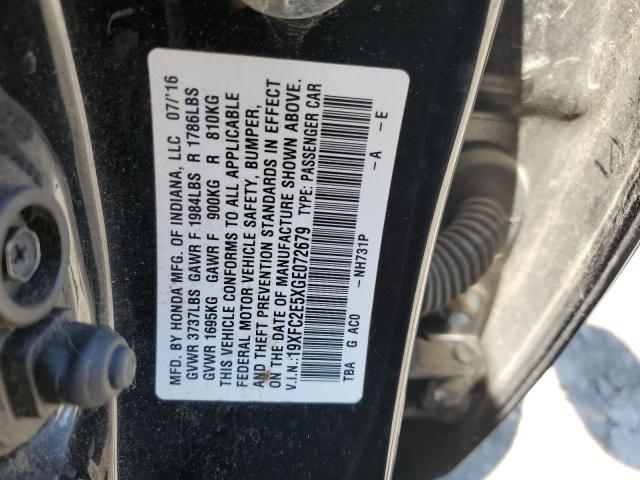 MFD. BY HONDA MFG. OF INDIANA, LLC 07/'16
GVWR 3737LBS GAWR F 1984LBS R 1786LBS
GVWR 1695KG GAWR F 900KG R 810KG
THIS VEHICLE CONFORMS TO ALL APPLICABLE
FEDERAL MOTOR VEHICLE SAFETY, BUMPER,
AND THEFT PREVENTION STANDARDS IN EFFECT
ON THE DATE OF MANUFACTURE SHOWN ABOVE.
V.I.N.:19XFC2E5XGE072679 TYPE: PASSENGER CAR
TBA G AC0 -NH731P -A -E